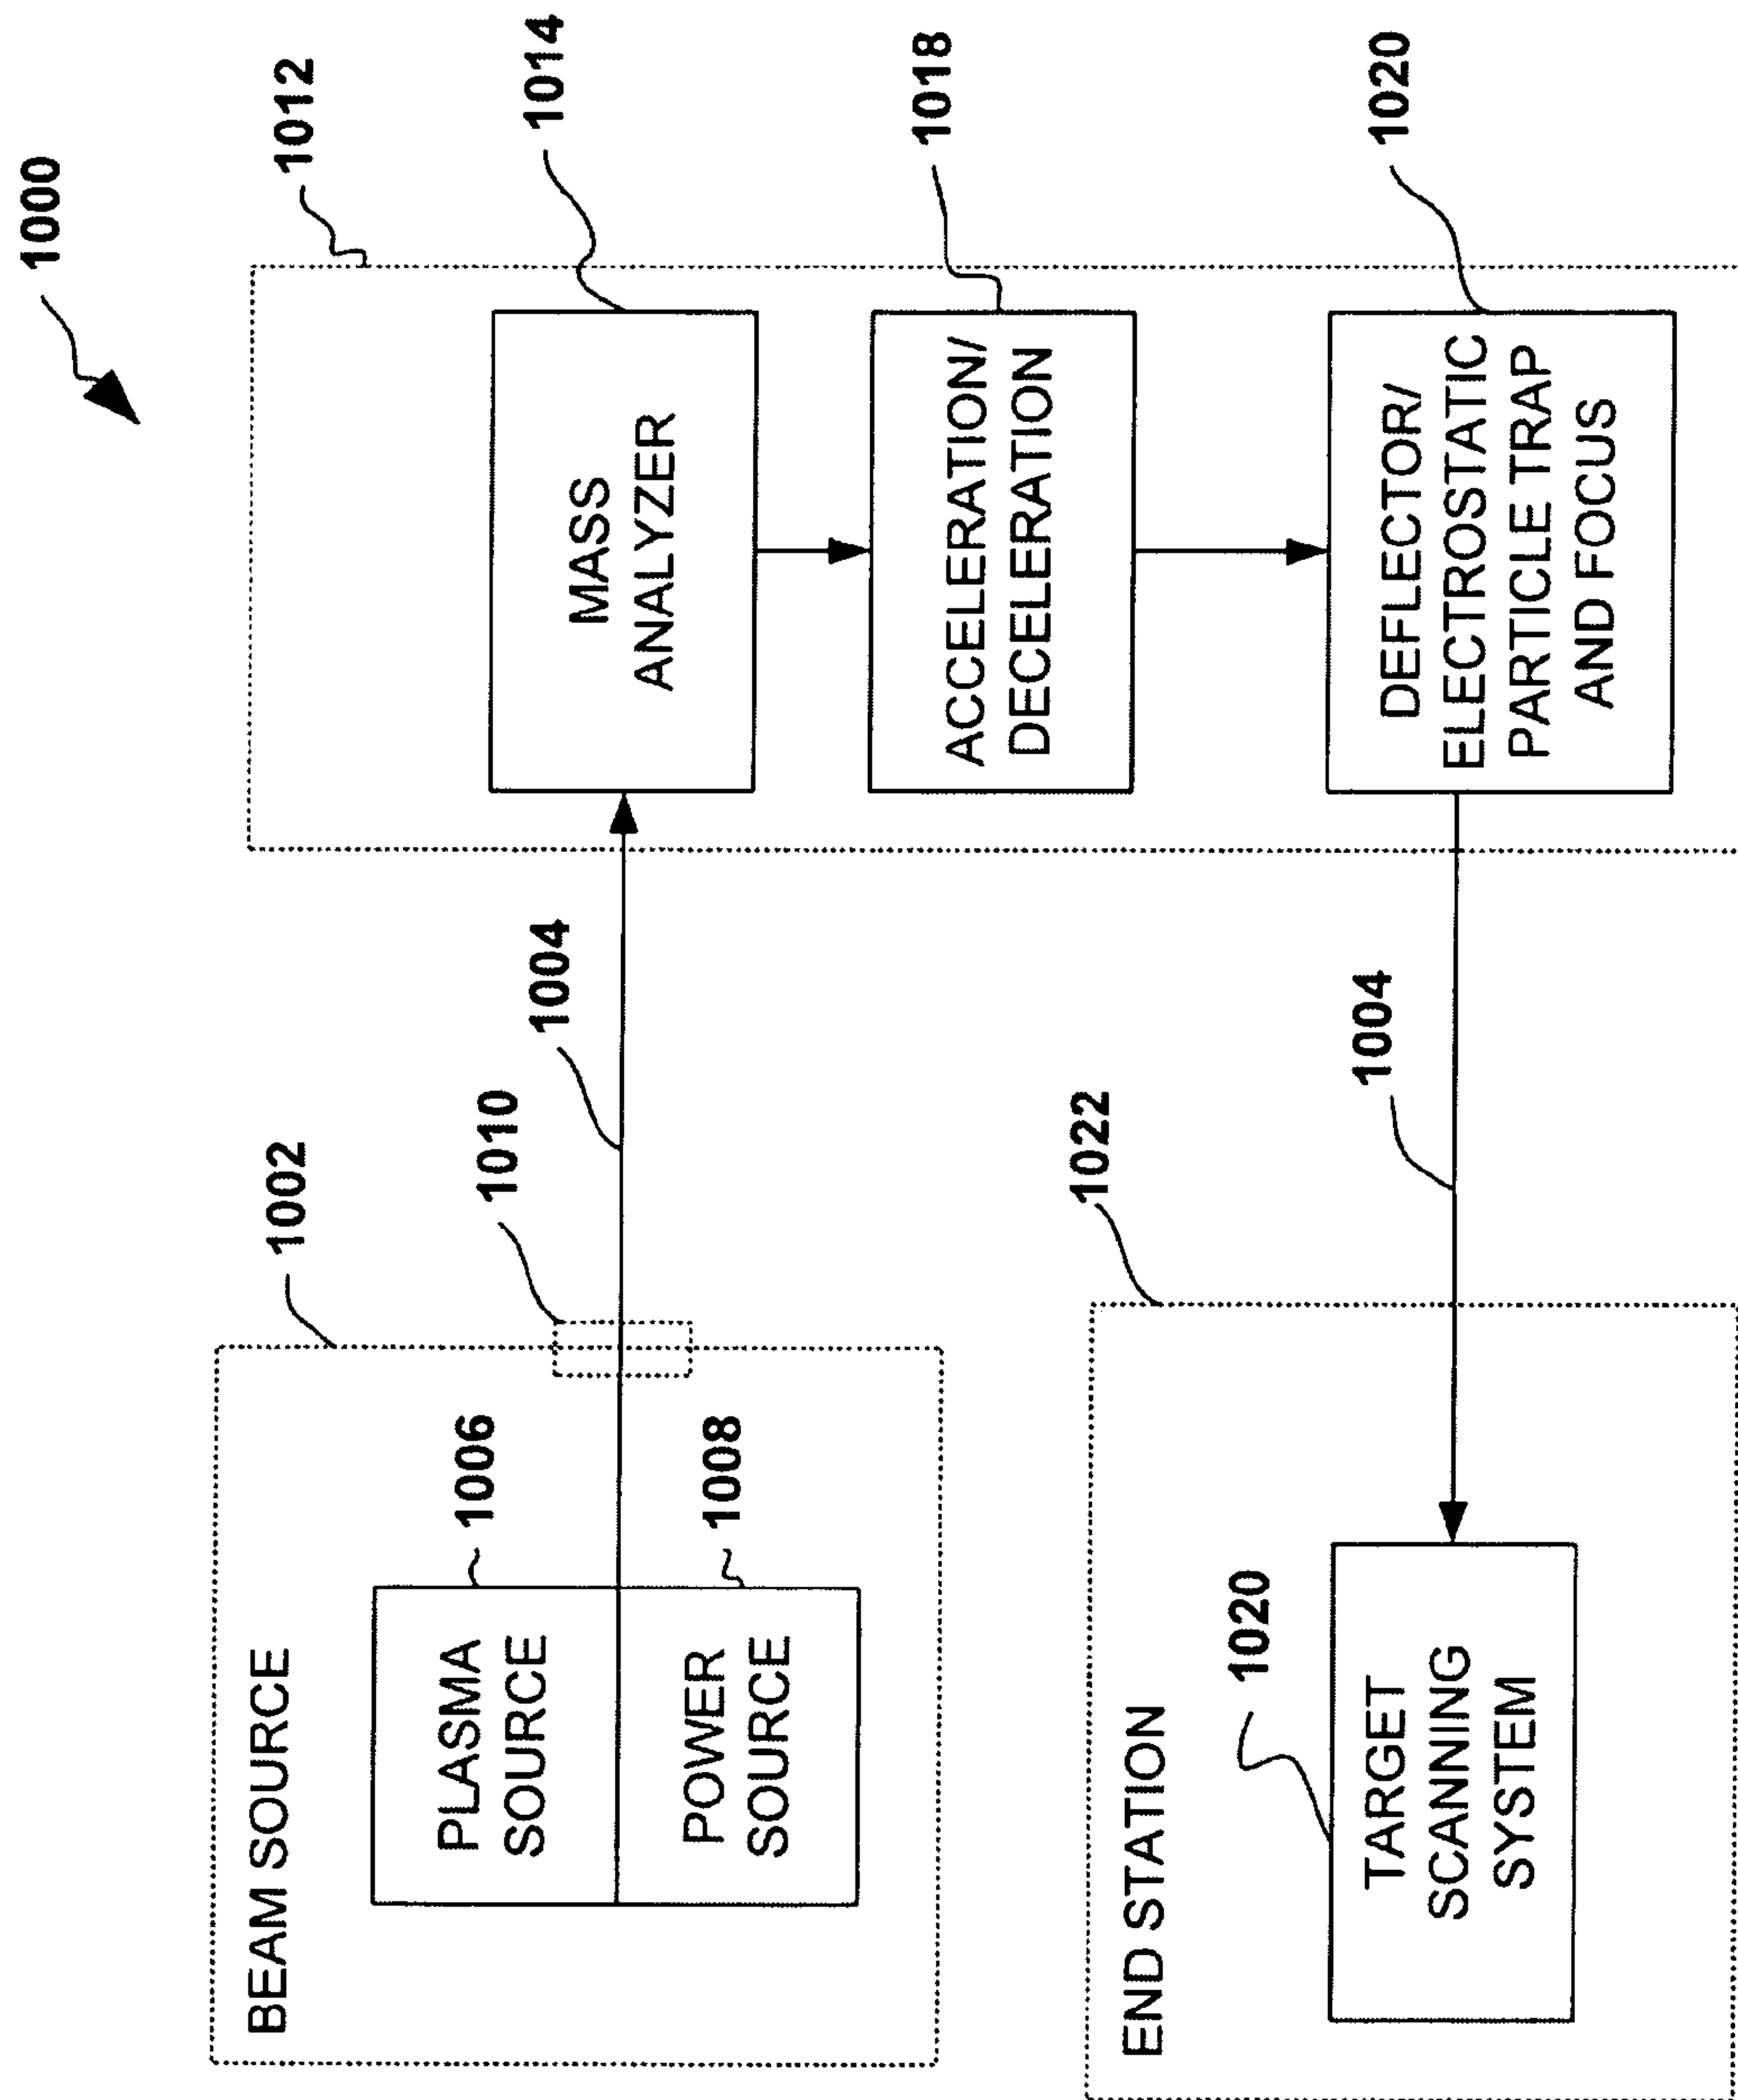 1000
BEAM SOURCE
1002
1012
PLASMA
SOURCE
1006
POWER
SOURCE
1008
1010
1004
MASS
ANALYZER
1014
ACCELERATION/
DECELERATION
1018
END STATION
1022
TARGET
SCANNING
SYSTEM
1020
1004
DEFLECTOR/
ELECTROSTATIC
PARTICLE TRAP
AND FOCUS
1020